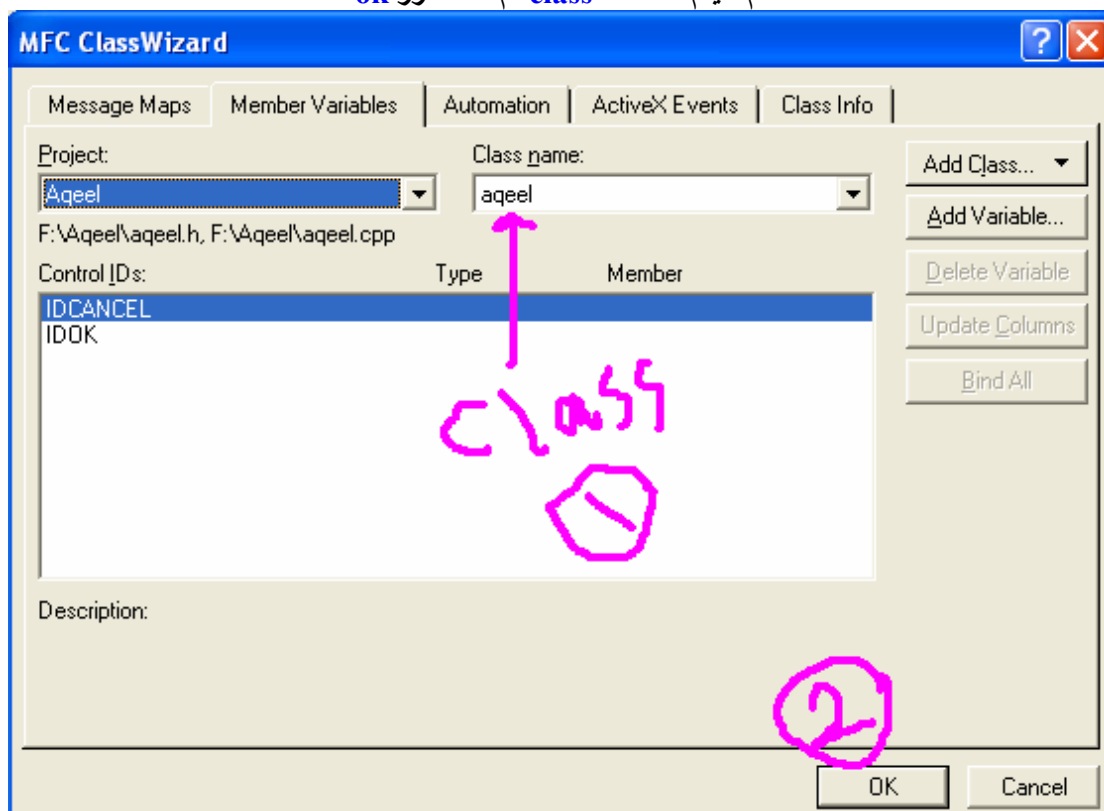 class
ok
MFC ClassWizard
Message Maps Member Variables Automation ActiveX Events Class Info
Project: Class name:
Aqeel aqeel
Add Class...
F:\Aqeel\aqeel.h, F:\Aqeel\aqeel.cpp
Add Variable...
Control IDs: Type Member
Delete Variable
IDCANCEL
IDOK
Update Columns
Bind All
class
1
Description:
2
OK Cancel